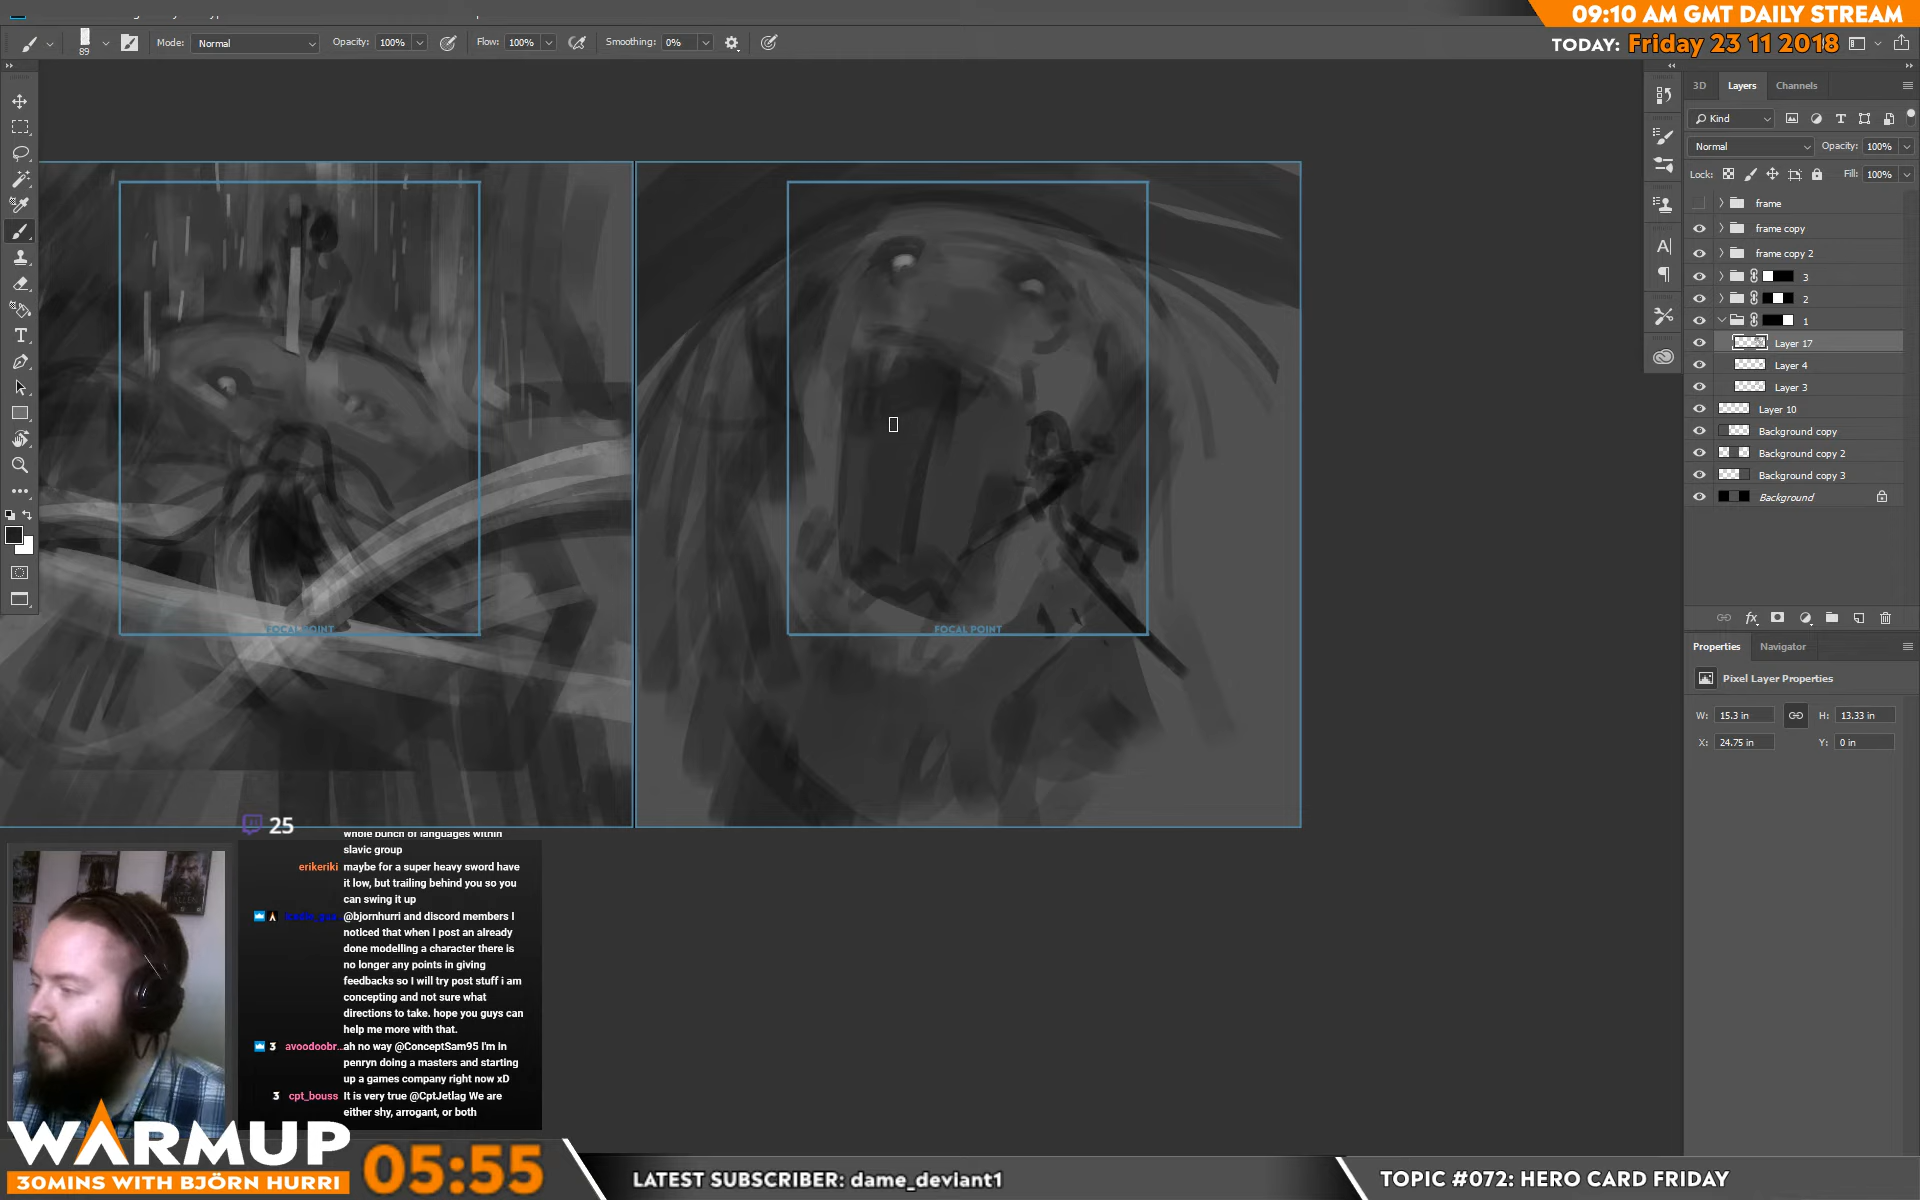 09:10 AM GMT DAILY STREAM
TODAY: Friday 23 11 2018
89
Mode: Normal
Opacity: 100%
Flow: 100%
Smoothing: 0%
3D Layers Channels
Kind
Normal Opacity: 100%
Lock: Fill: 100%
frame
frame copy
frame copy 2
3
2
1
Layer 17
Layer 4
Layer 3
Layer 10
Background copy
Background copy 2
Background copy 3
Background
fx
Properties Navigator
Pixel Layer Properties
W: 15.3 in H: 13.33 in
X: 24.75 in Y: 0 in
FOCAL POINT
FOCAL POINT
25
whole bunch of languages within
slavic group
erikeriki maybe for a super heavy sword have
it low, but trailing behind you so you
can swing it up
@bjornhurri and discord members I
noticed that when I post an already
done modelling a character there is
no longer any points in giving
feedbacks so I will try post stuff i am
concepting and not sure what
directions to take. hope you guys can
help me more with that.
3 avoodoobr... ah no way @ConceptSam95 I'm in
penryn doing a masters and starting
up a games company right now xD
3 cpt_bouss It is very true @CptJetlag We are
either shy, arrogant, or both
WARMUP
30MINS WITH BJÖRN HURRI
05:55
LATEST SUBSCRIBER: dame_deviant1
TOPIC #072: HERO CARD FRIDAY